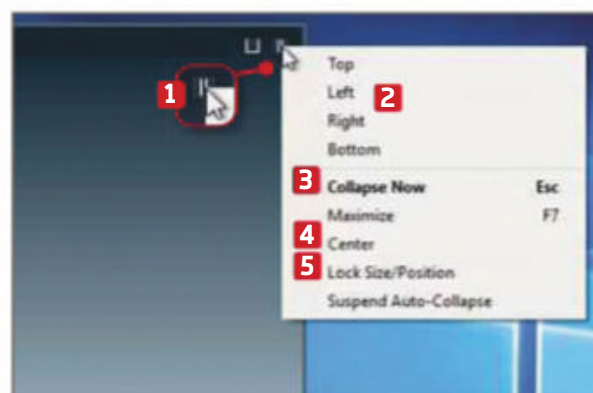 1
Top
Left 2
Right
Bottom
3 Collapse Now Esc
Maximize F7
4 Center
5 Lock Size/Position
Suspend Auto-Collapse